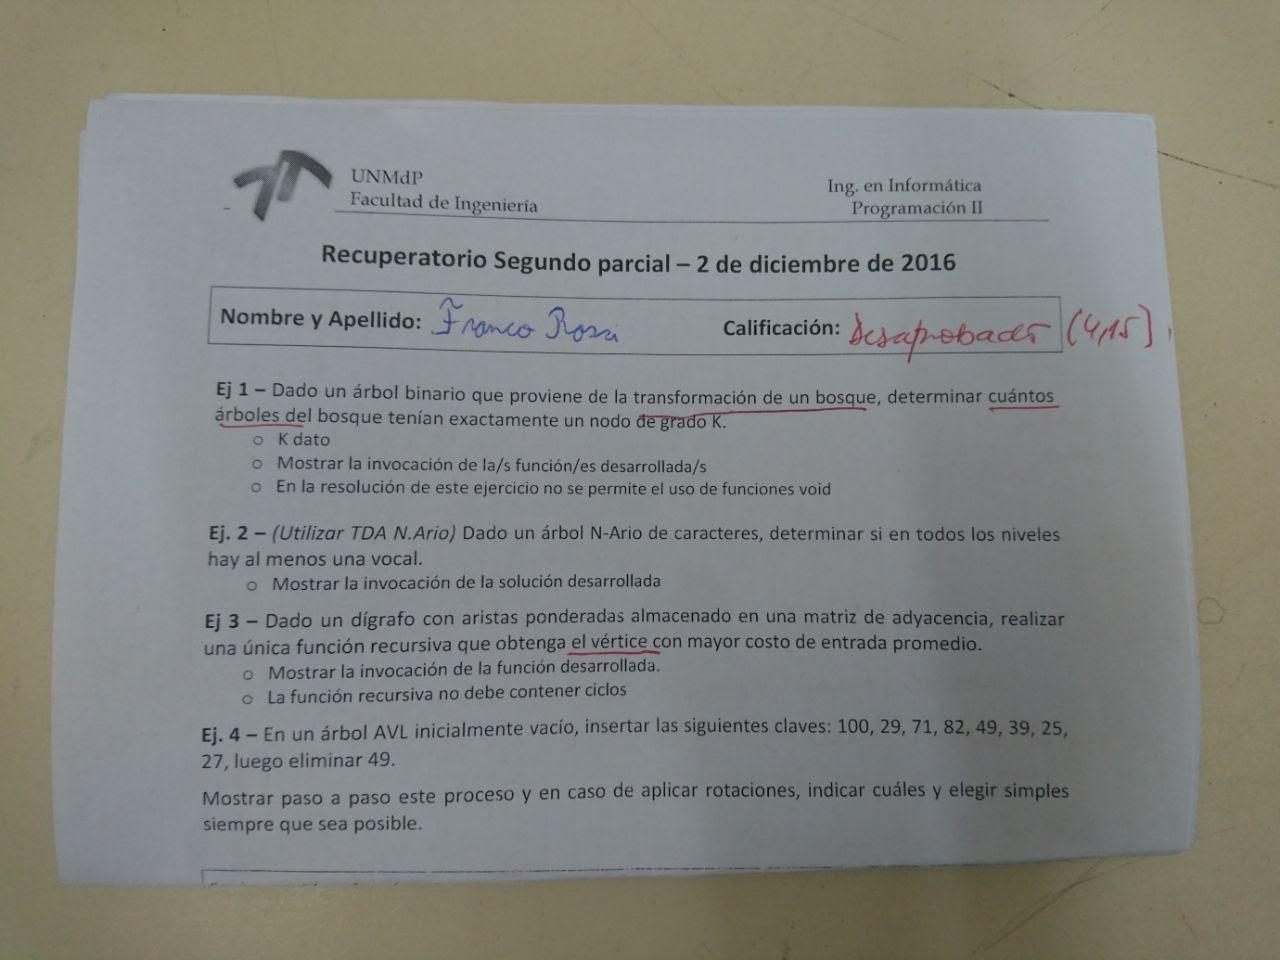 UNMdP
Facultad de Ingeniería
Ing. en Informática
Programación II
Recuperatorio Segundo parcial – 2 de diciembre de 2016
Nombre y Apellido: Franco Rossi Calificación: Desaprobado (4,15)
Ej 1 – Dado un árbol binario que proviene de la transformación de un bosque, determinar cuántos
árboles del bosque tenían exactamente un nodo de grado K.
o K dato
o Mostrar la invocación de la/s función/es desarrollada/s
o En la resolución de este ejercicio no se permite el uso de funciones void
Ej. 2 – (Utilizar TDA N.Ario) Dado un árbol N-Ario de caracteres, determinar si en todos los niveles
hay al menos una vocal.
o Mostrar la invocación de la solución desarrollada
Ej 3 – Dado un dígrafo con aristas ponderadas almacenado en una matriz de adyacencia, realizar
una única función recursiva que obtenga el vértice con mayor costo de entrada promedio.
o Mostrar la invocación de la función desarrollada.
o La función recursiva no debe contener ciclos
Ej. 4 – En un árbol AVL inicialmente vacío, insertar las siguientes claves: 100, 29, 71, 82, 49, 39, 25,
27, luego eliminar 49.
Mostrar paso a paso este proceso y en caso de aplicar rotaciones, indicar cuáles y elegir simples
siempre que sea posible.